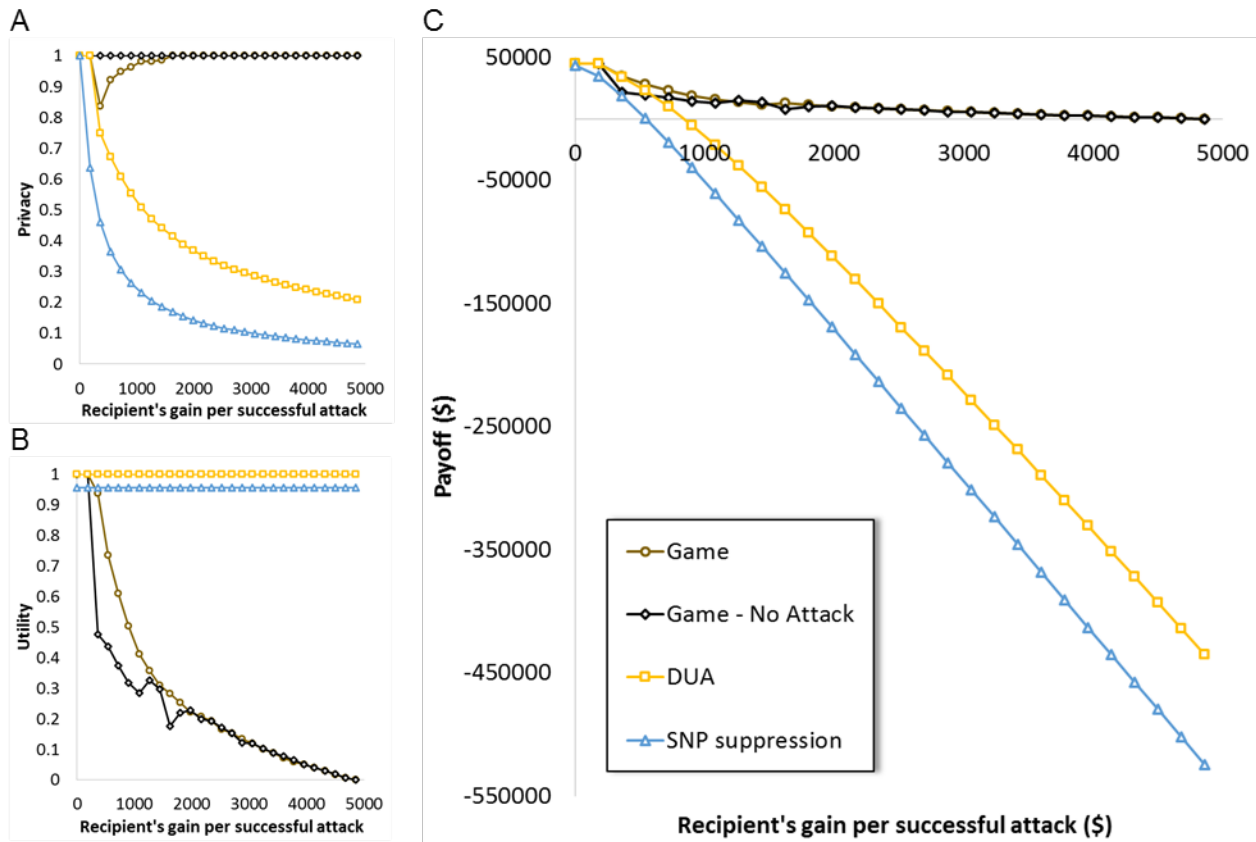 A
1
0.9
0.8
0.7
0.6
0.5
0.4
0.3
0.2
0.1
0
Privacy
0 1000 2000 3000 4000 5000
Recipient's gain per successful attack
B
1
0.9
0.8
0.7
0.6
0.5
0.4
0.3
0.2
0.1
0
Utility
0 1000 2000 3000 4000 5000
Recipient's gain per successful attack
C
50000
0 1000 2000 3000 4000 5000
-50000
-150000
-250000
-350000
-450000
-550000
Payoff ($)
Game
Game - No Attack
DUA
SNP suppression
Recipient's gain per successful attack ($)